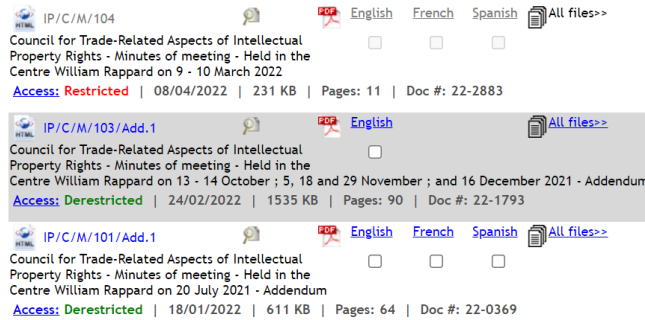 HTML IP/C/M/104 PDF English French Spanish All files>>
Council for Trade-Related Aspects of Intellectual
Property Rights - Minutes of meeting - Held in the
Centre William Rappard on 9 - 10 March 2022
Access: Restricted | 08/04/2022 | 231 KB | Pages: 11 | Doc #: 22-2883
HTML IP/C/M/103/Add.1 PDF English All files>>
Council for Trade-Related Aspects of Intellectual
Property Rights - Minutes of meeting - Held in the
Centre William Rappard on 13 - 14 October ; 5, 18 and 29 November ; and 16 December 2021 - Addendum
Access: Derestricted | 24/02/2022 | 1535 KB | Pages: 90 | Doc #: 22-1793
HTML IP/C/M/101/Add.1 PDF English French Spanish All files>>
Council for Trade-Related Aspects of Intellectual
Property Rights - Minutes of meeting - Held in the
Centre William Rappard on 20 July 2021 - Addendum
Access: Derestricted | 18/01/2022 | 611 KB | Pages: 64 | Doc #: 22-0369